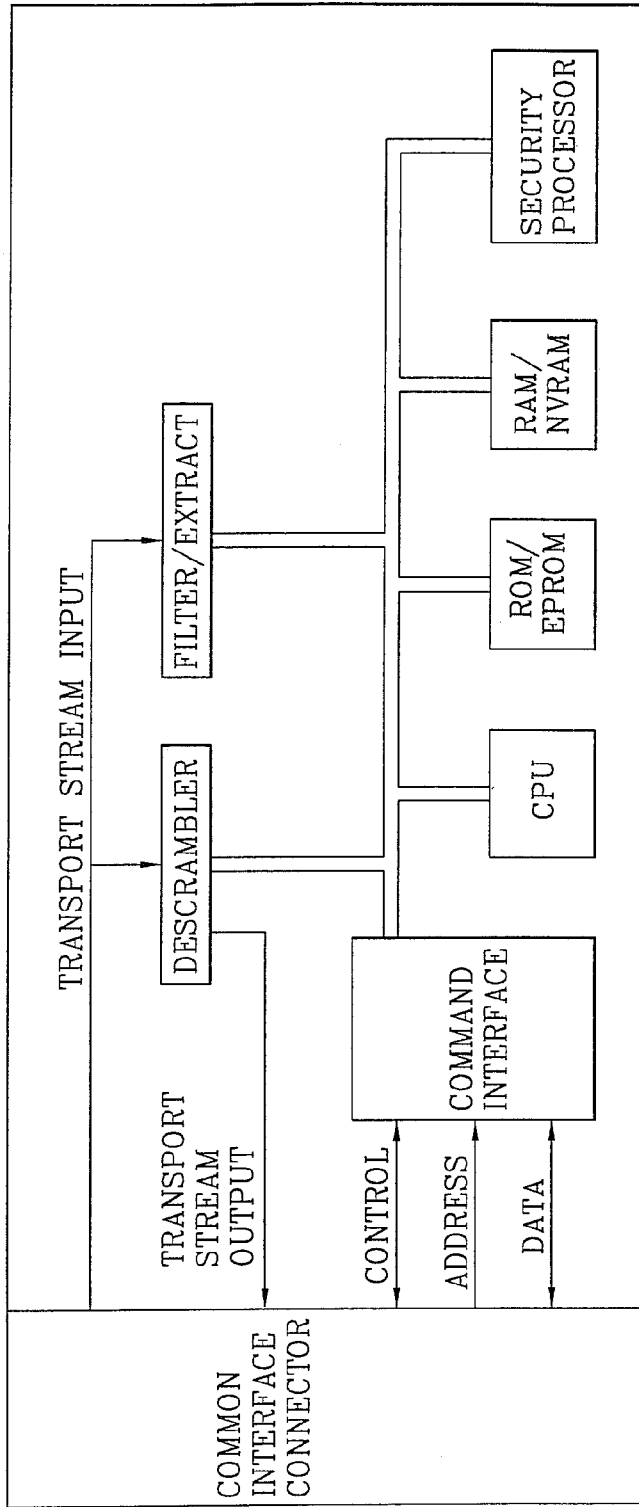 TRANSPORT STREAM INPUT
COMMON
INTERFACE
CONNECTOR
TRANSPORT
STREAM
OUTPUT
DESCRAMBLER
FILTER/EXTRACT
CONTROL
ADDRESS
DATA
COMMAND
INTERFACE
CPU
ROM/
EPROM
RAM/
NVRAM
SECURITY
PROCESSOR